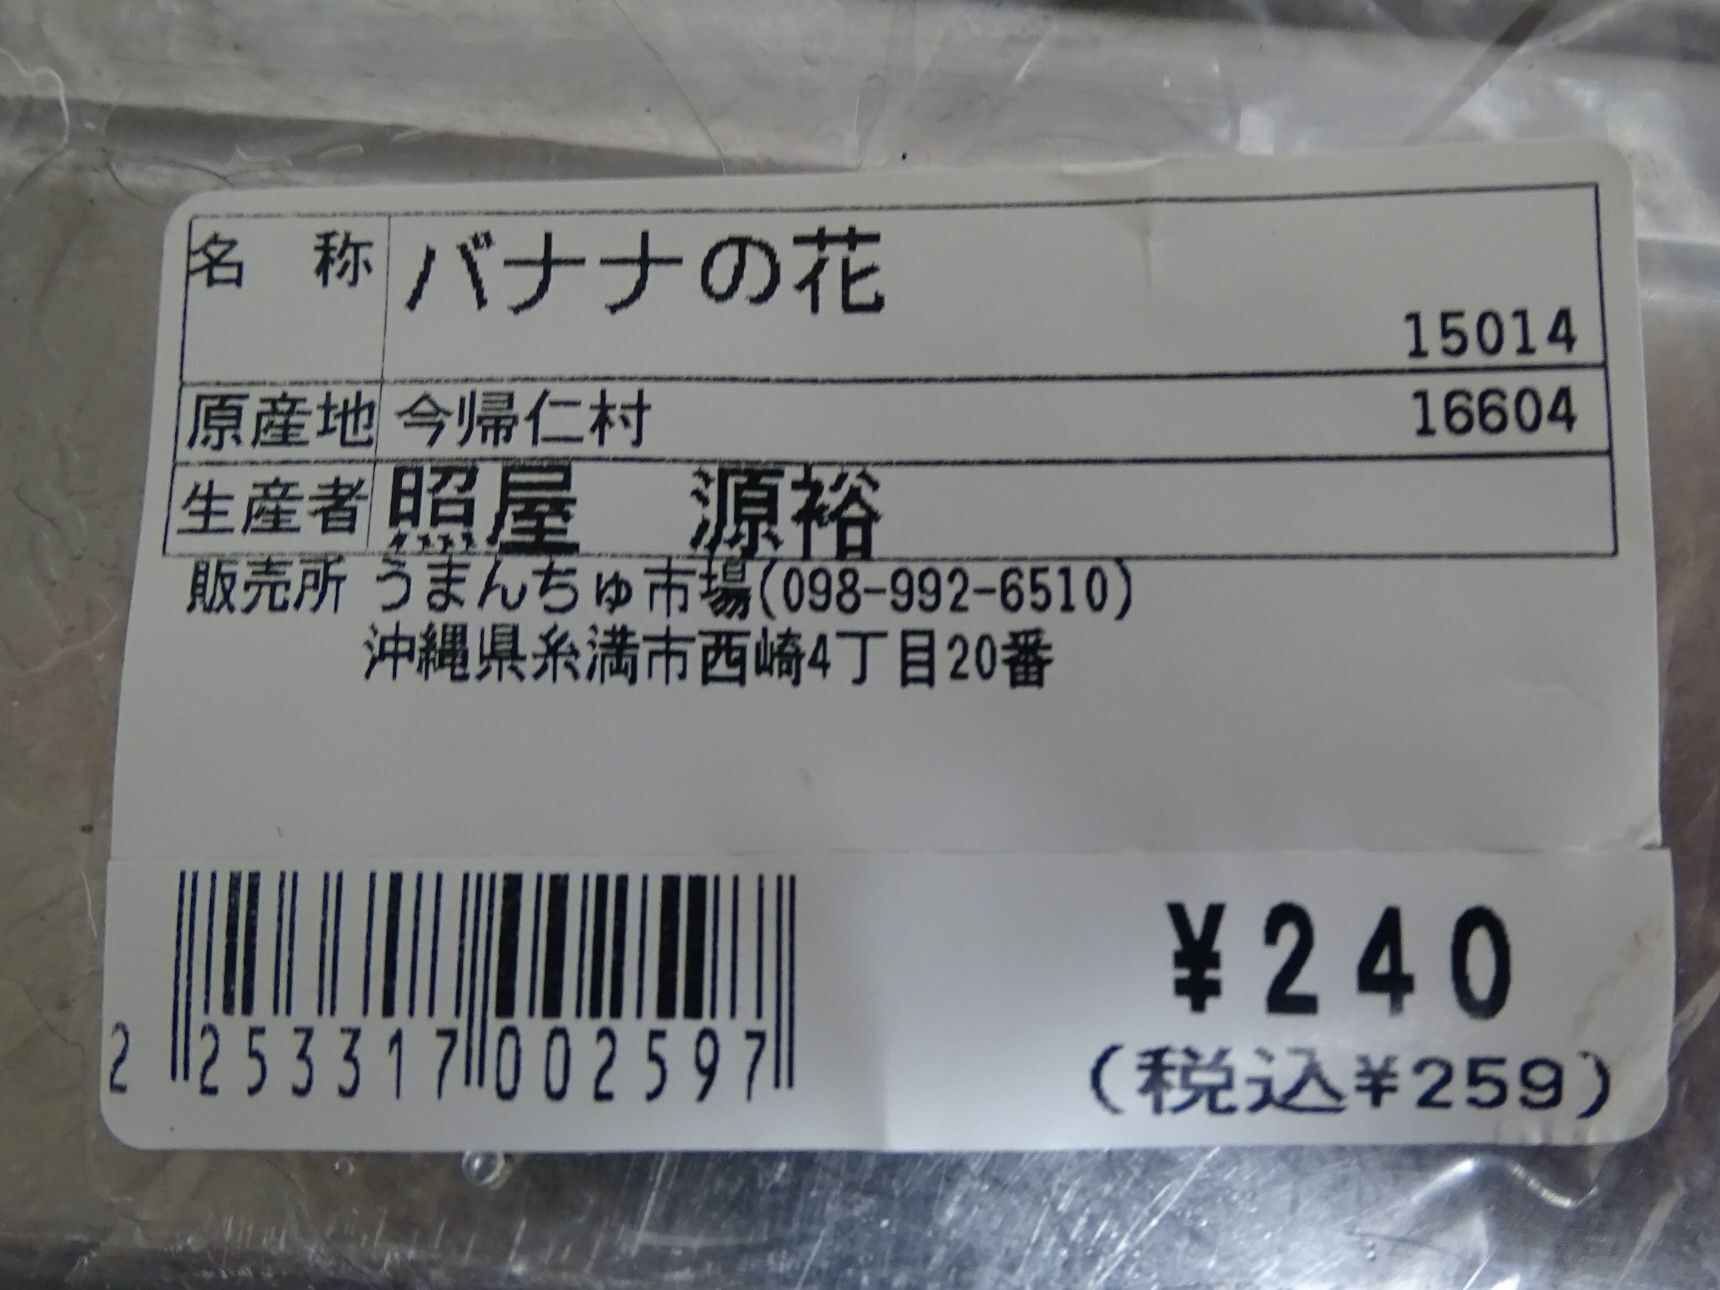 名 称 バナナの花
15014
原産地 今帰仁村 16604
生産者 照屋 源裕
販売所 うまんちゅ市場(098-992-6510)
沖縄県糸満市西崎4丁目20番
¥240
(税込¥259)
2 253317 002597